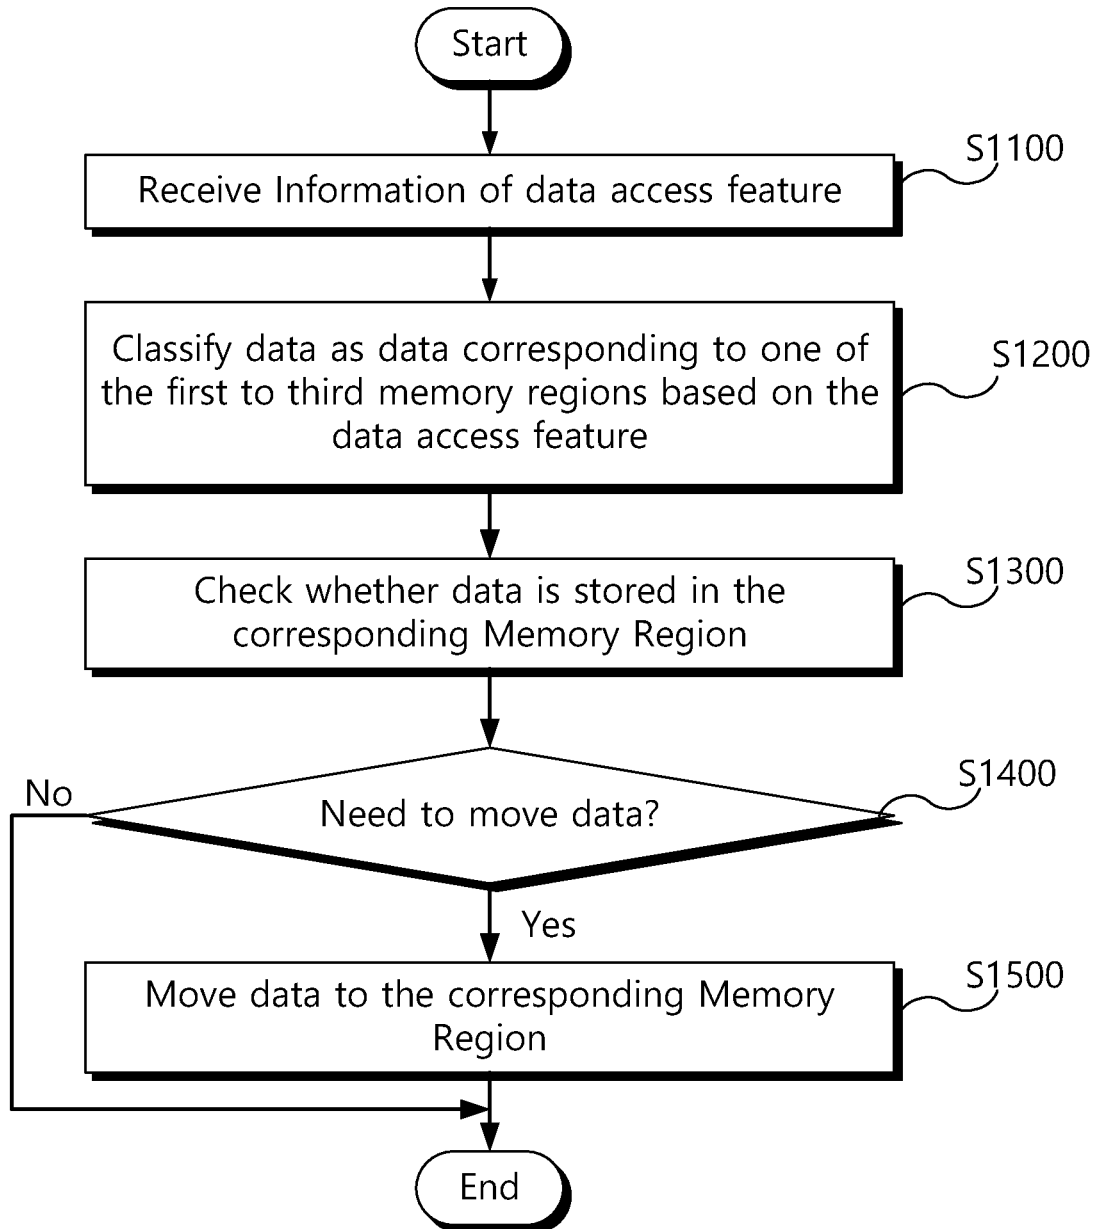 Start
S1100
Receive Information of data access feature
S1200
Classify data as data corresponding to one of
the first to third memory regions based on the
data access feature
S1300
Check whether data is stored in the
corresponding Memory Region
S1400
No
Need to move data?
Yes
S1500
Move data to the corresponding Memory
Region
End